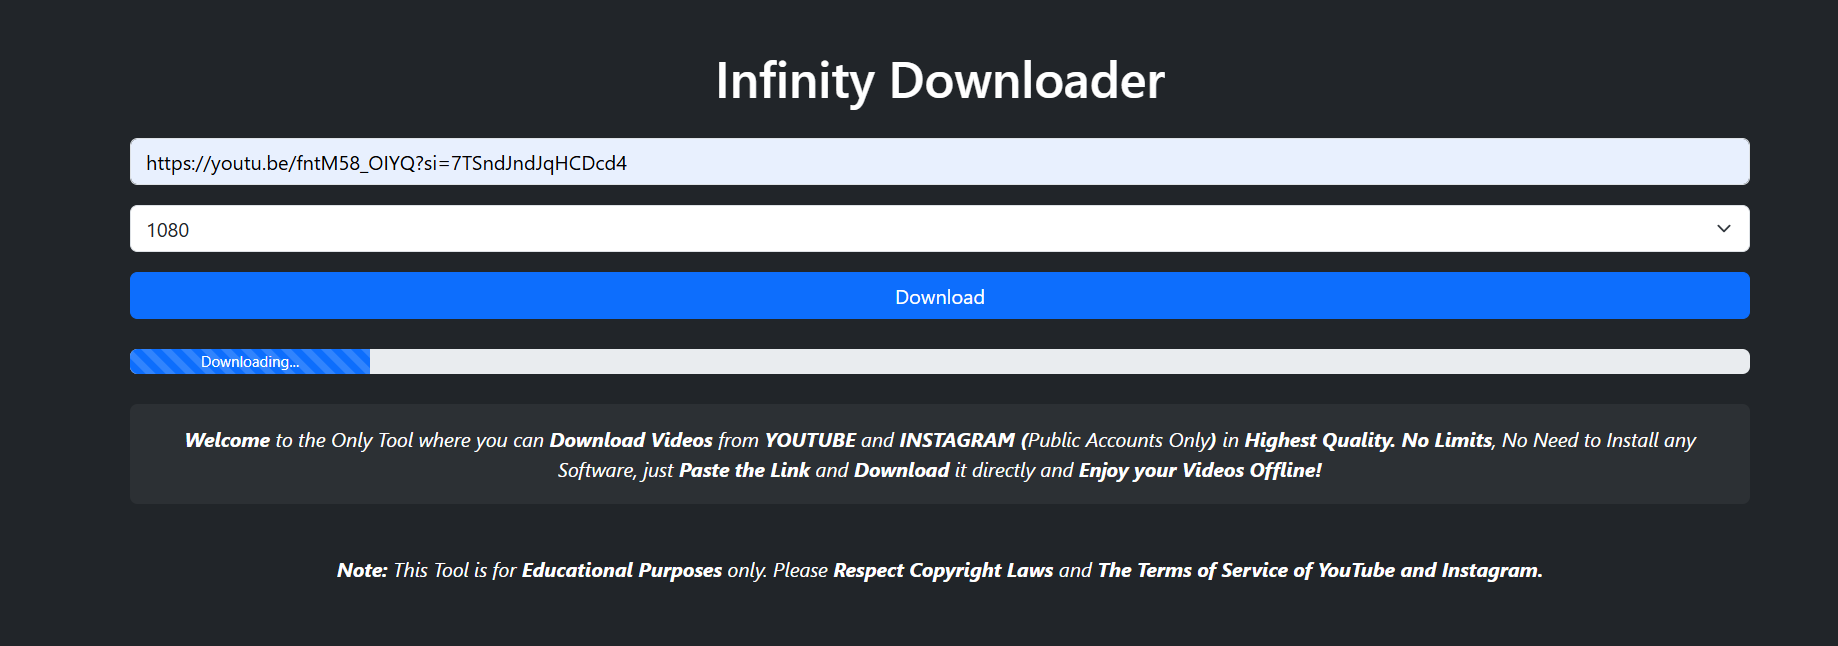 Infinity Downloader
https://youtu.be/fntM58_OIYQ?si=7TSndJndJqHCDcd4
1080
Download
Downloading...
Welcome to the Only Tool where you can Download Videos from YOUTUBE and INSTAGRAM (Public Accounts Only) in Highest Quality. No Limits, No Need to Install any
Software, just Paste the Link and Download it directly and Enjoy your Videos Offline!
Note: This Tool is for Educational Purposes only. Please Respect Copyright Laws and The Terms of Service of YouTube and Instagram.